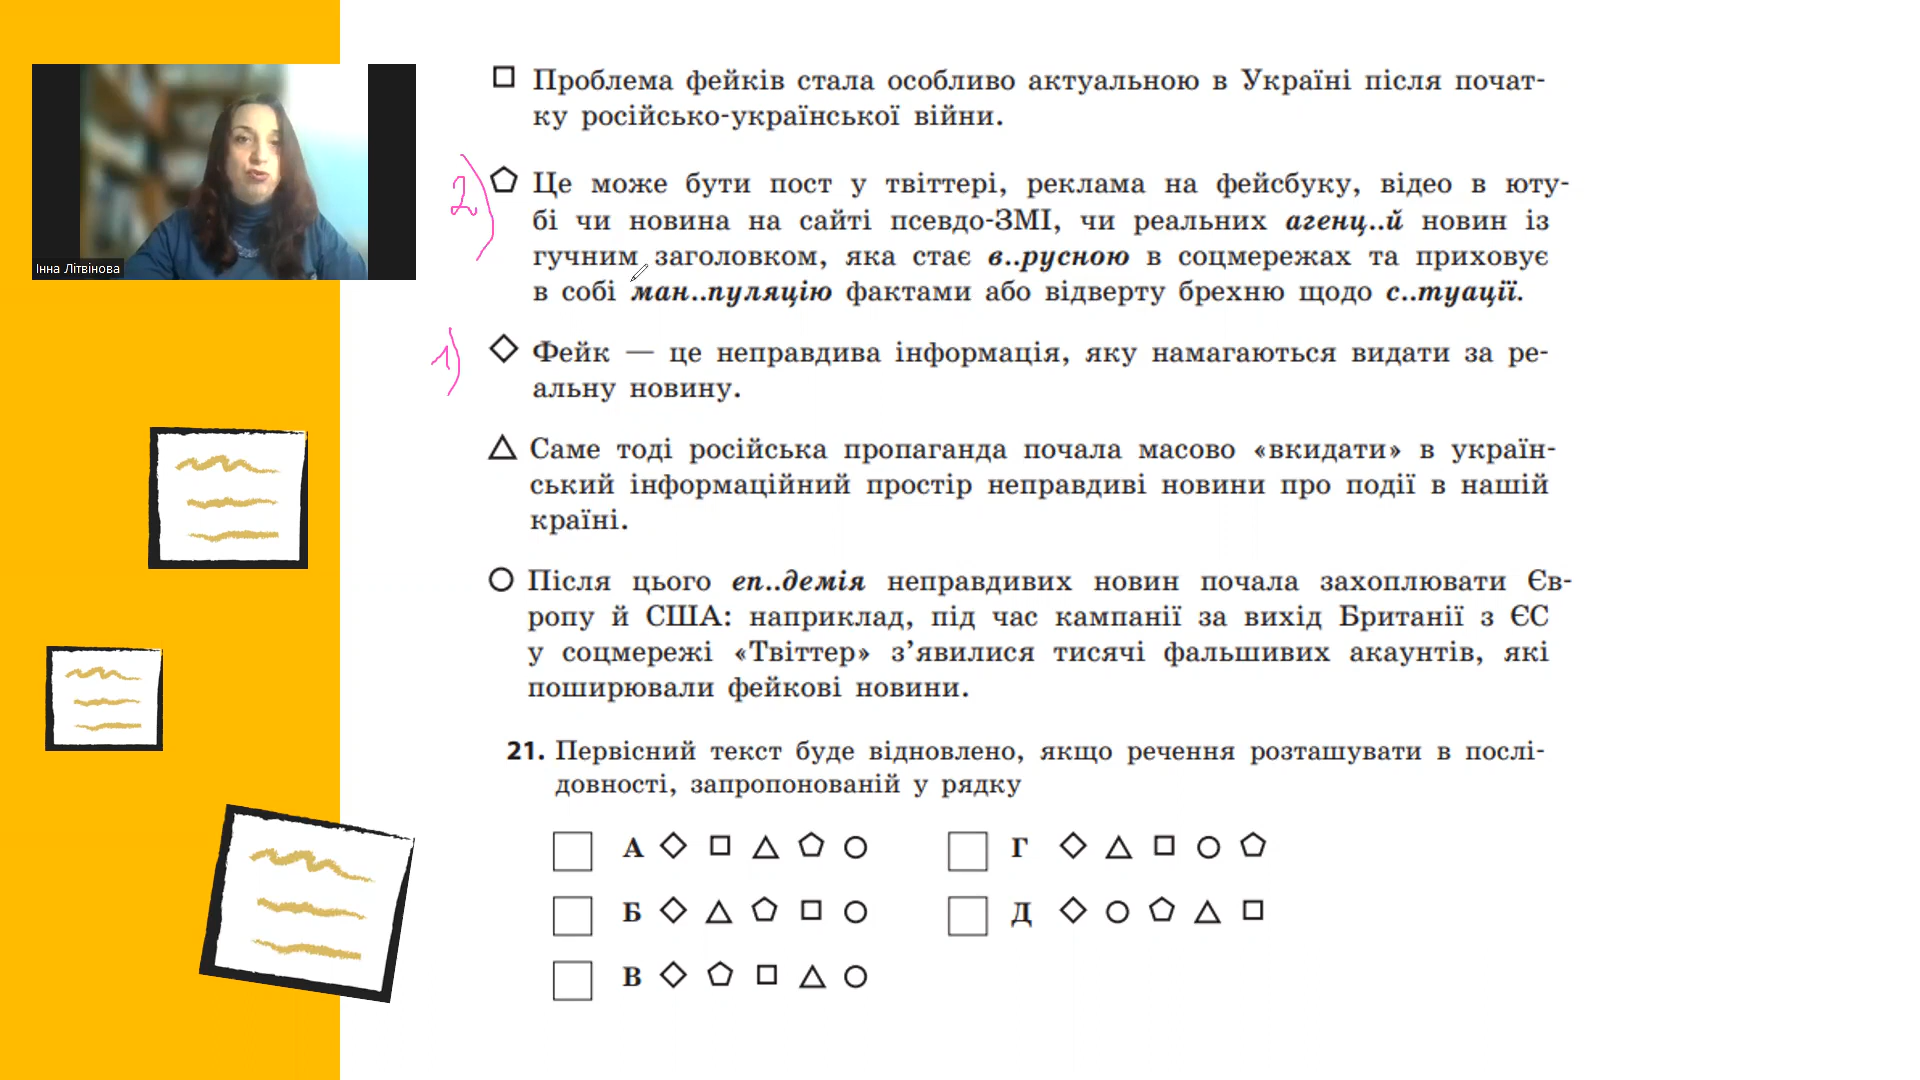 Інна Літвінова
Проблема фейків стала особливо актуальною в Україні після почат-
ку російсько-української війни.
2)
Це може бути пост у твіттері, реклама на фейсбуку, відео в юту-
бі чи новина на сайті псевдо-ЗМІ, чи реальних агенц..й новин із
гучним заголовком, яка стає в..русною в соцмережах та приховує
в собі ман..пуляцію фактами або відверту брехню щодо с..туації.
1)
Фейк — це неправдива інформація, яку намагаються видати за ре-
альну новину.
Саме тоді російська пропаганда почала масово «вкидати» в україн-
ський інформаційний простір неправдиві новини про події в нашій
країні.
Після цього еп..демія неправдивих новин почала захоплювати Єв-
ропу й США: наприклад, під час кампанії за вихід Британії з ЄС
у соцмережі «Твіттер» з’явилися тисячі фальшивих акаунтів, які
поширювали фейкові новини.
21. Первісний текст буде відновлено, якщо речення розташувати в послі-
довності, запропонованій у рядку
А
Б
В
Г
Д